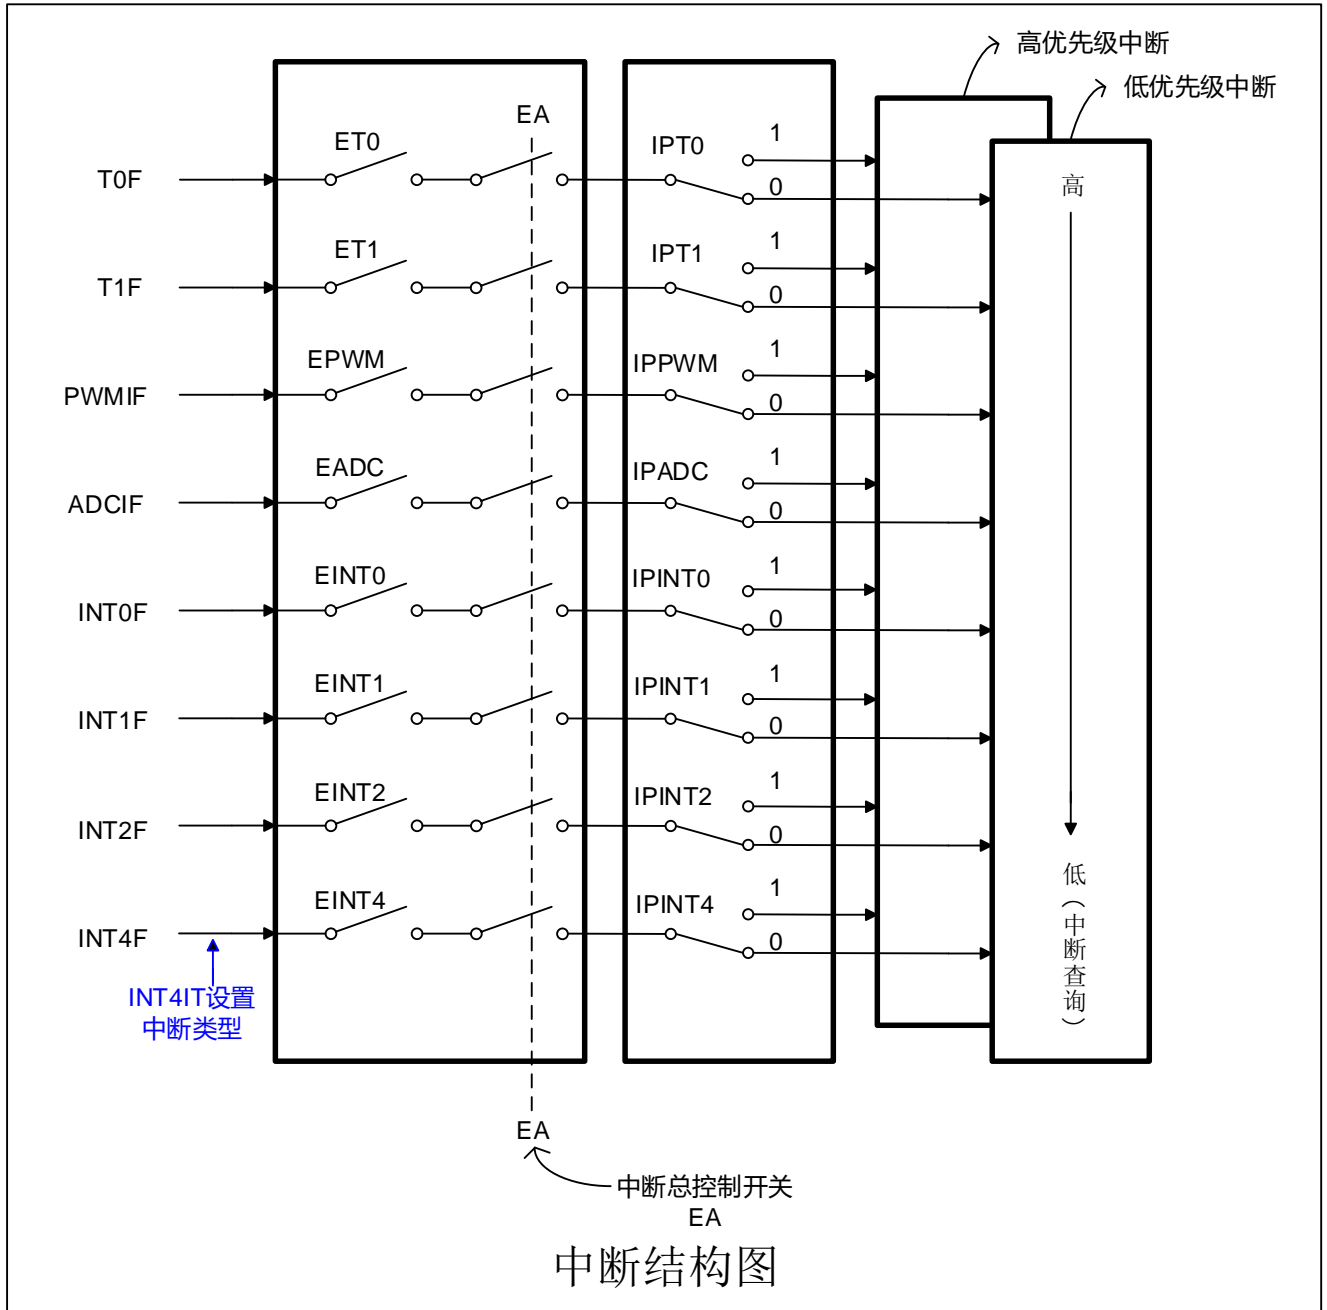 高优先级中断
低优先级中断
EA
ET0
IPT0
1
T0F
0
高
ET1
IPT1
1
T1F
0
EPWM
IPPWM
1
PWMIF
0
EADC
IPADC
1
ADCIF
0
EINT0
IPINT0
1
INT0F
0
EINT1
IPINT1
1
INT1F
0
EINT2
IPINT2
1
INT2F
0
EINT4
IPINT4
1
INT4F
0
低（中断查询）
INT4IT设置
中断类型
EA
中断总控制开关
EA
中断结构图